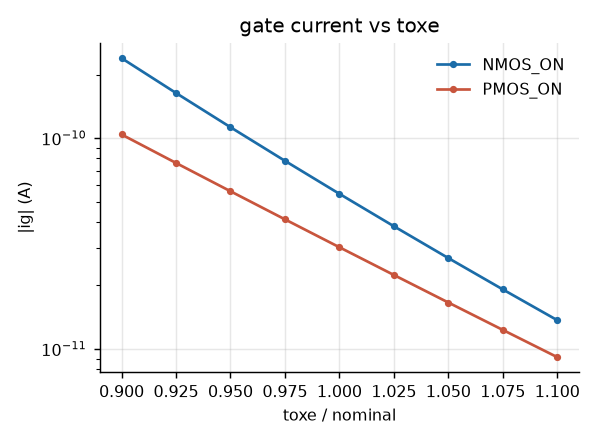 gate current vs toxe
NMOS_ON
PMOS_ON
|ig| (A)
10⁻¹⁰
10⁻¹¹
0.900 0.925 0.950 0.975 1.000 1.025 1.050 1.075 1.100
toxe / nominal